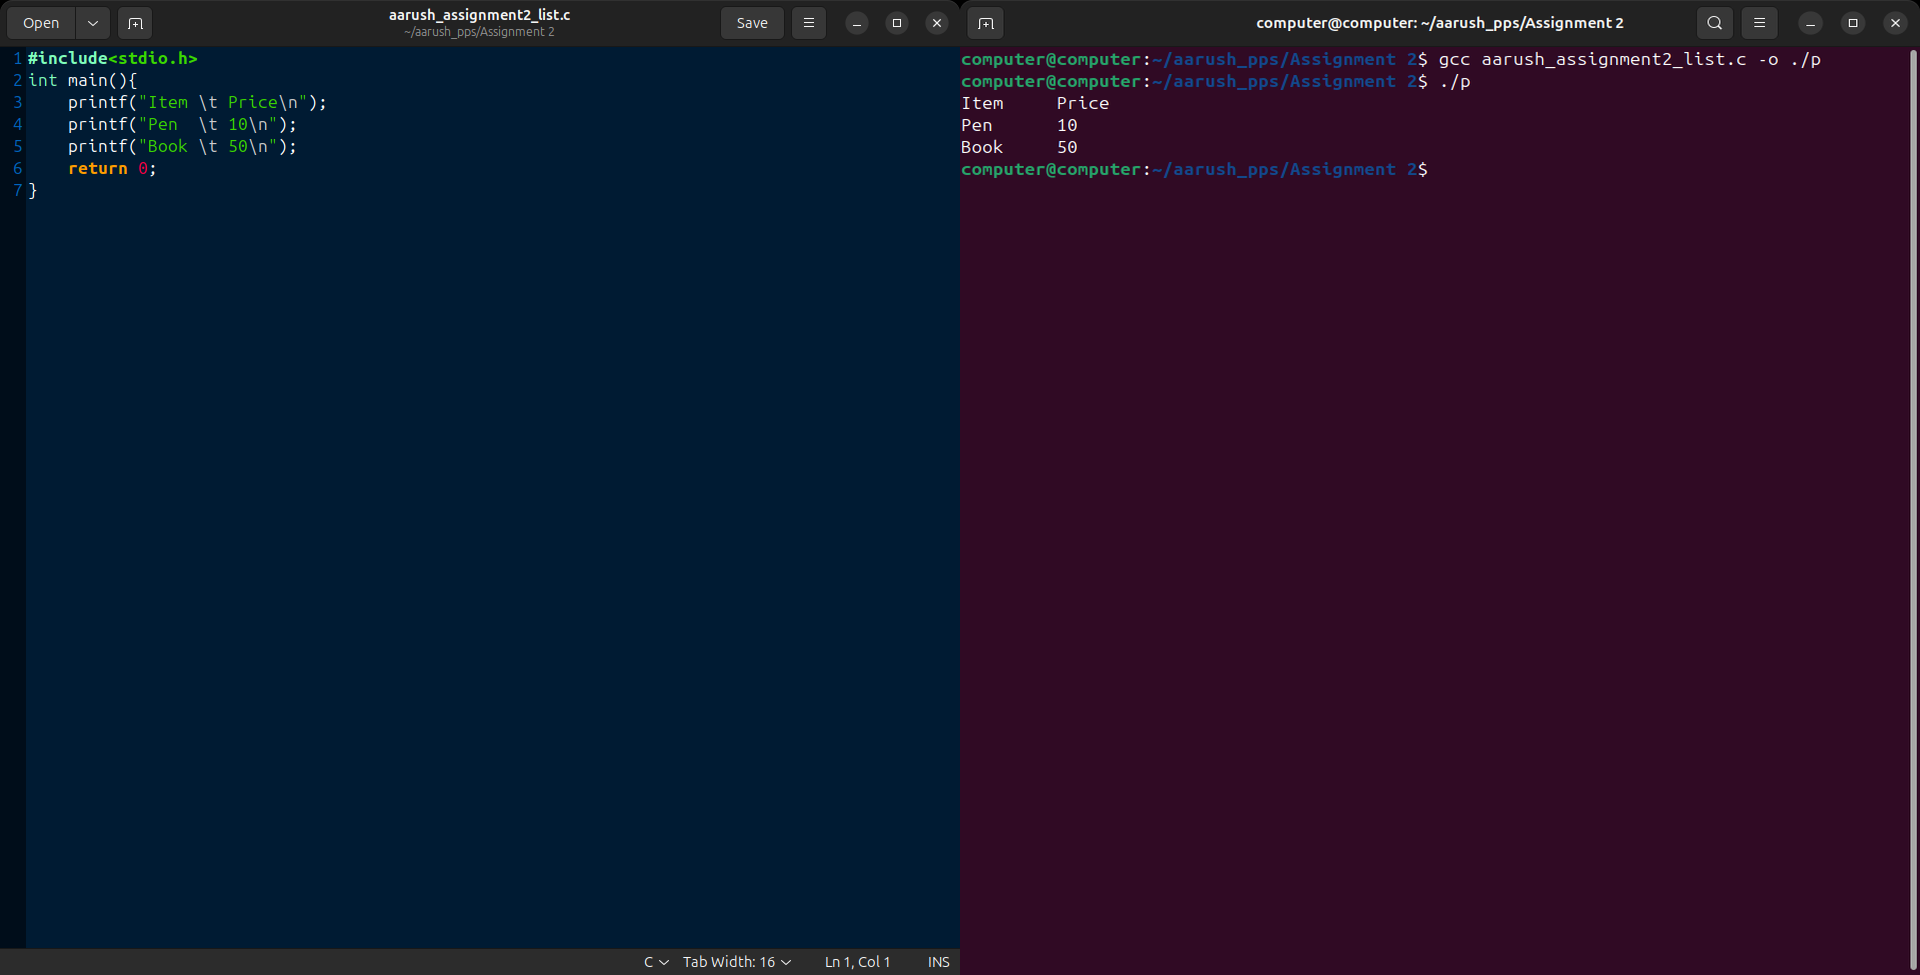 Open
aarush_assignment2_list.c
~/aarush_pps/Assignment 2
Save
1 #include<stdio.h>
2 int main(){
3     printf("Item \t Price\n");
4     printf("Pen  \t 10\n");
5     printf("Book \t 50\n");
6     return 0;
7 }
C Tab Width: 16 Ln 1, Col 1 INS
computer@computer: ~/aarush_pps/Assignment 2
computer@computer:~/aarush_pps/Assignment 2$ gcc aarush_assignment2_list.c -o ./p
computer@computer:~/aarush_pps/Assignment 2$ ./p
Item     Price
Pen      10
Book     50
computer@computer:~/aarush_pps/Assignment 2$